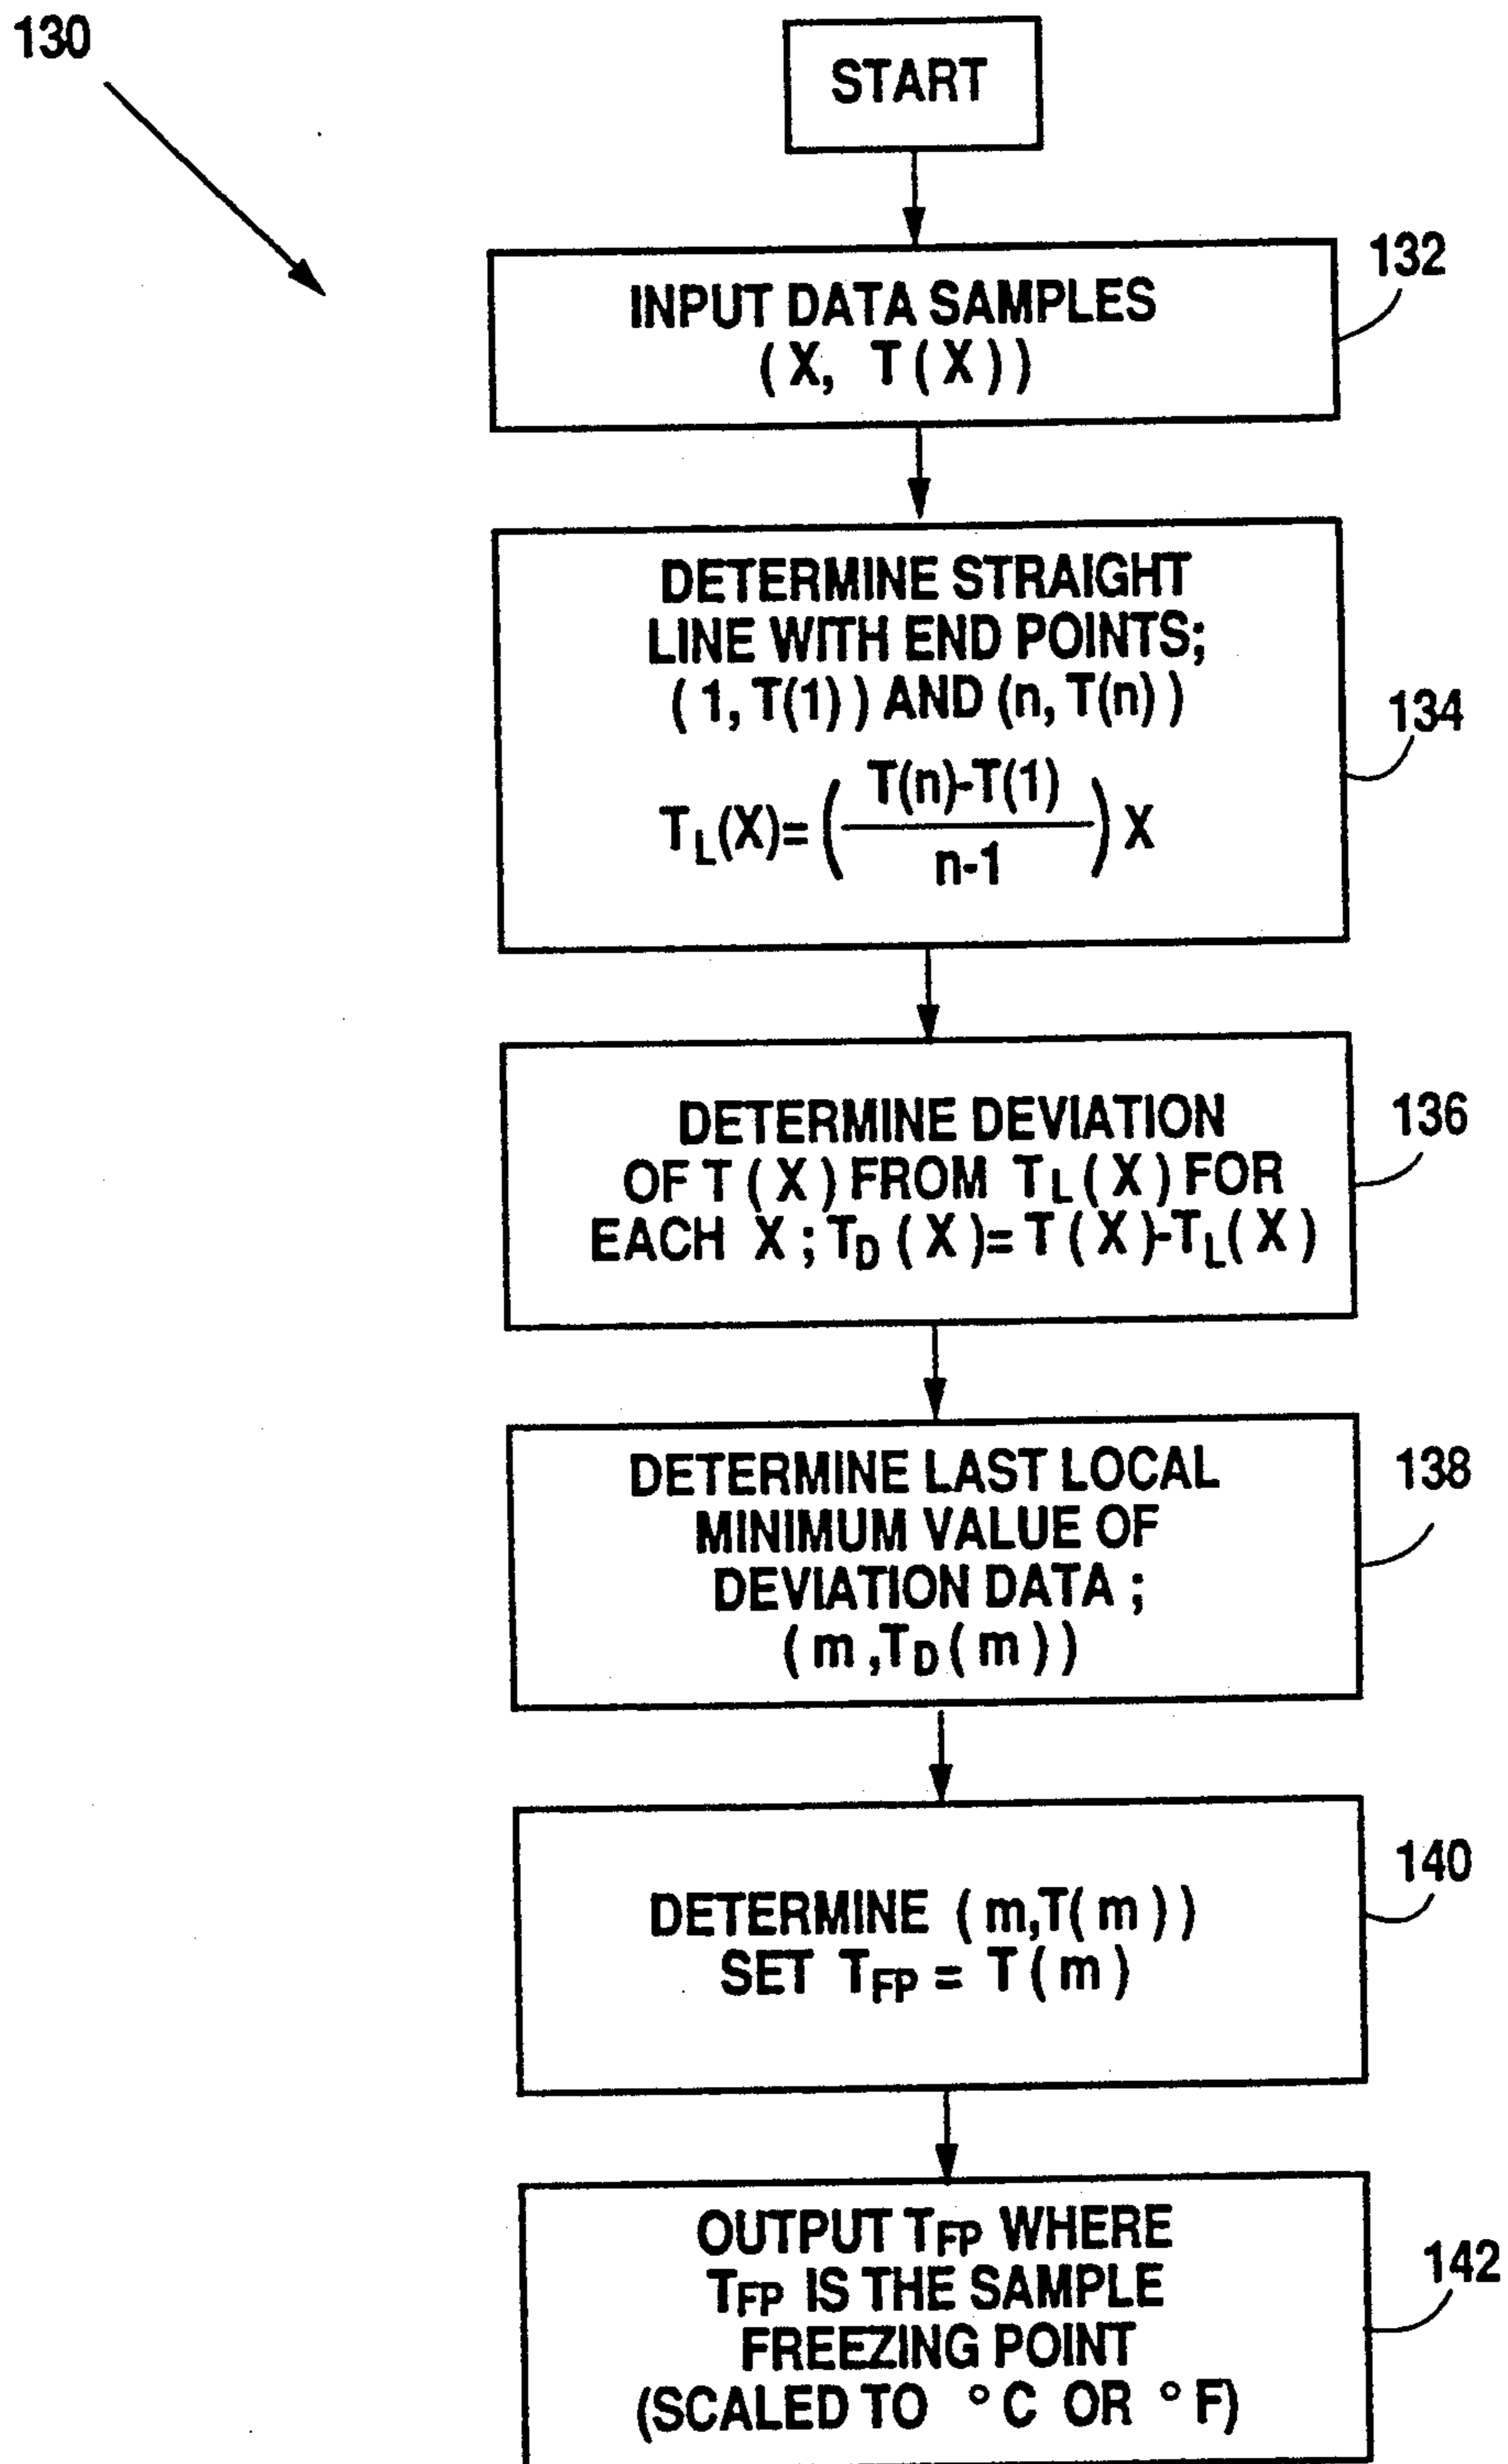 130
START
132
INPUT DATA SAMPLES
(X, T(X))
DETERMINE STRAIGHT
LINE WITH END POINTS;
(1,T(1)) AND (n,T(n))
134
T_L(X)=((T(n)-T(1))/(n-1))X
DETERMINE DEVIATION
136
OF T(X) FROM T_L(X) FOR
EACH X;T_D(X)=T(X)-T_L(X)
DETERMINE LAST LOCAL
138
MINIMUM VALUE OF
DEVIATION DATA;
(m,T_D(m))
140
DETERMINE (m,T(m))
SET T_FP = T(m)
OUTPUT T_FP WHERE
142
T_FP IS THE SAMPLE
FREEZING POINT
(SCALED TO °C OR °F)